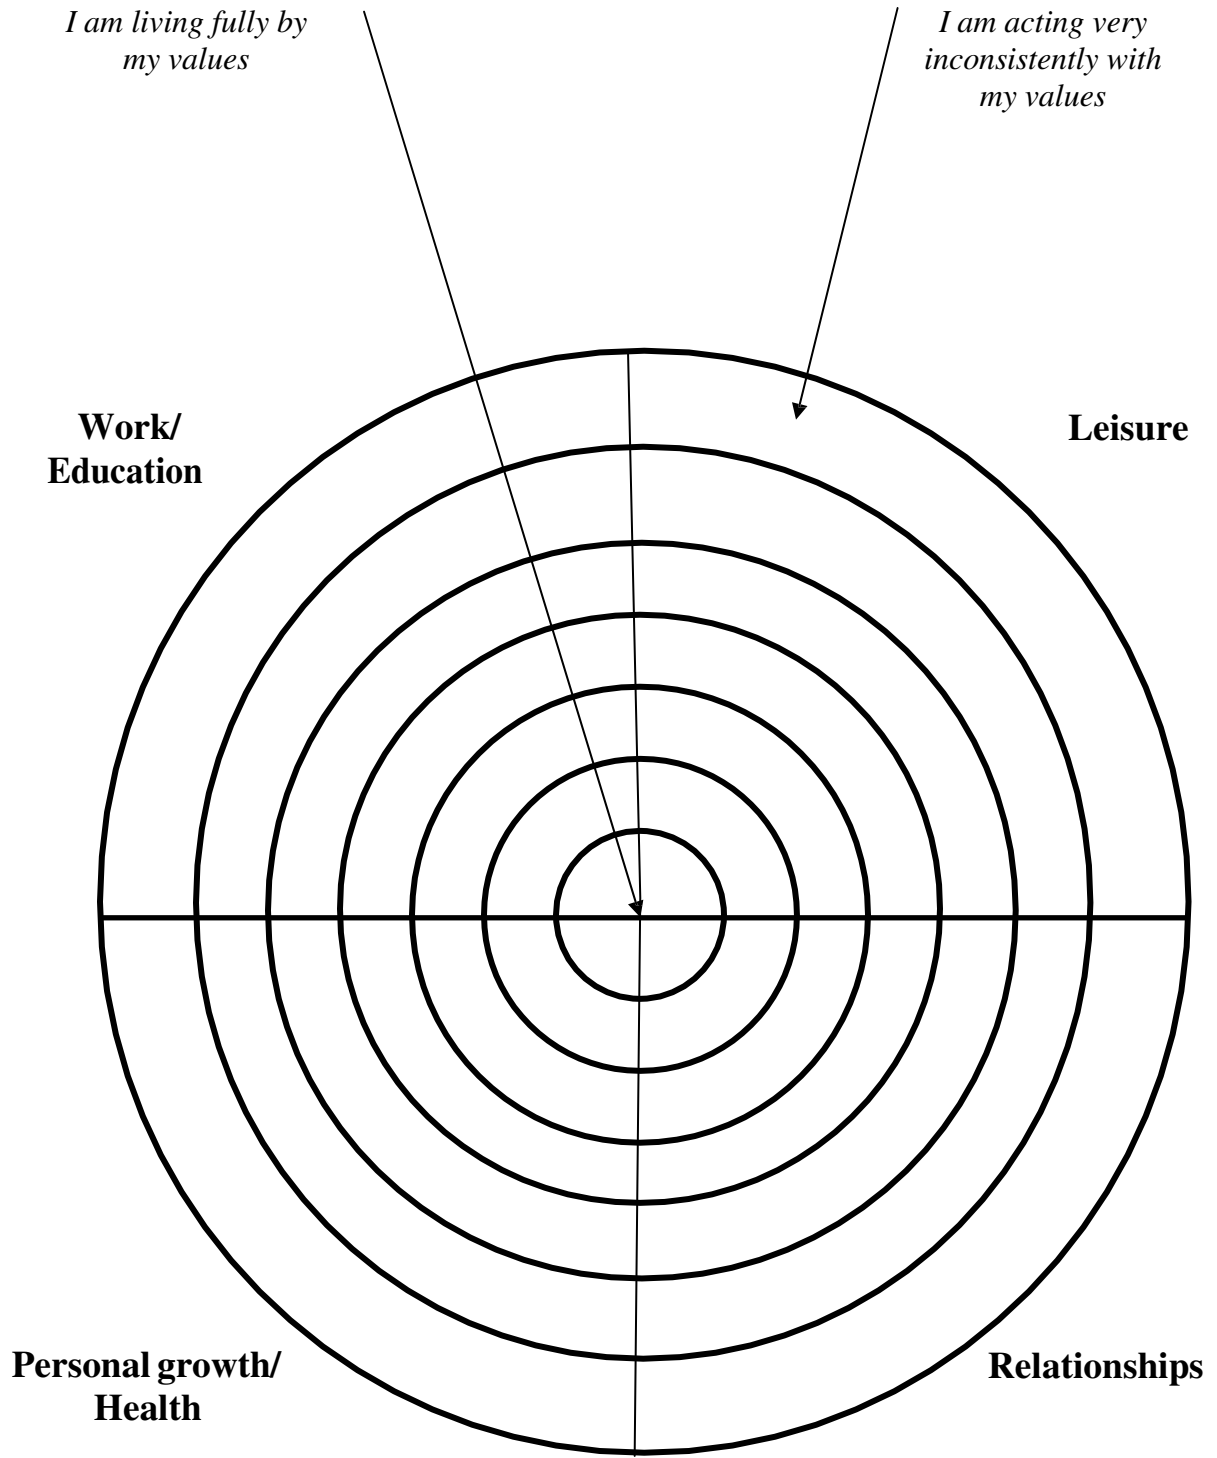 I am living fully by
my values
I am acting very
inconsistently with
my values
Work/
Education
Leisure
Personal growth/
Health
Relationships